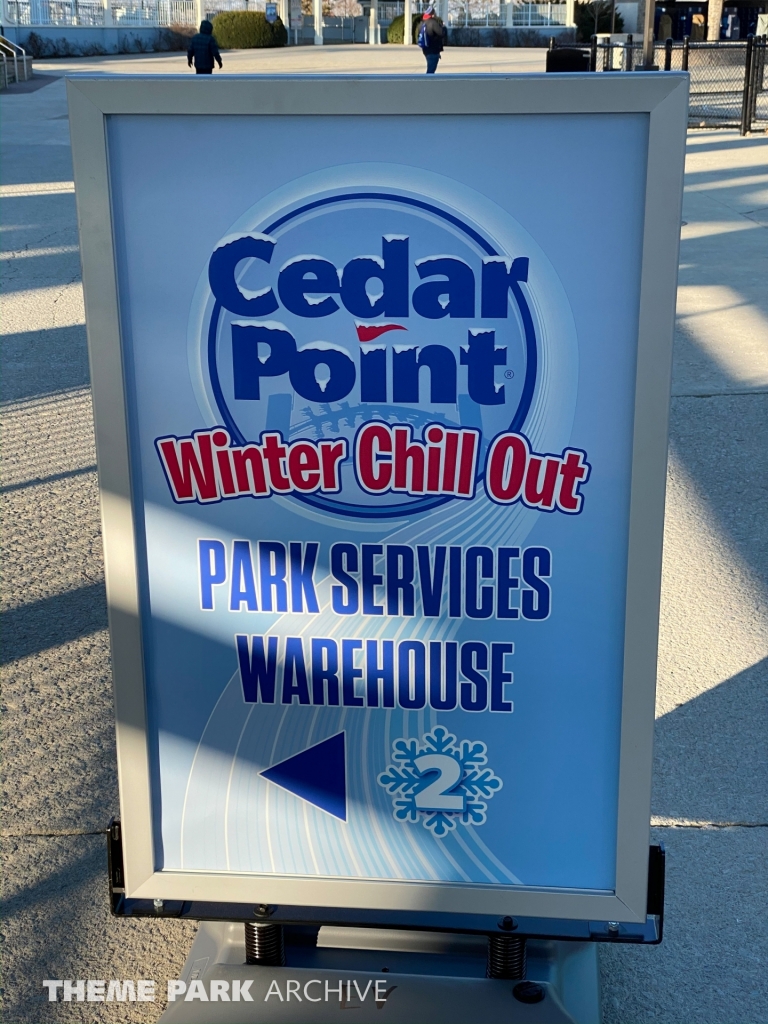 Cedar
Point®
Winter Chill Out
PARK SERVICES
WAREHOUSE
2
THEME PARK ARCHIVE